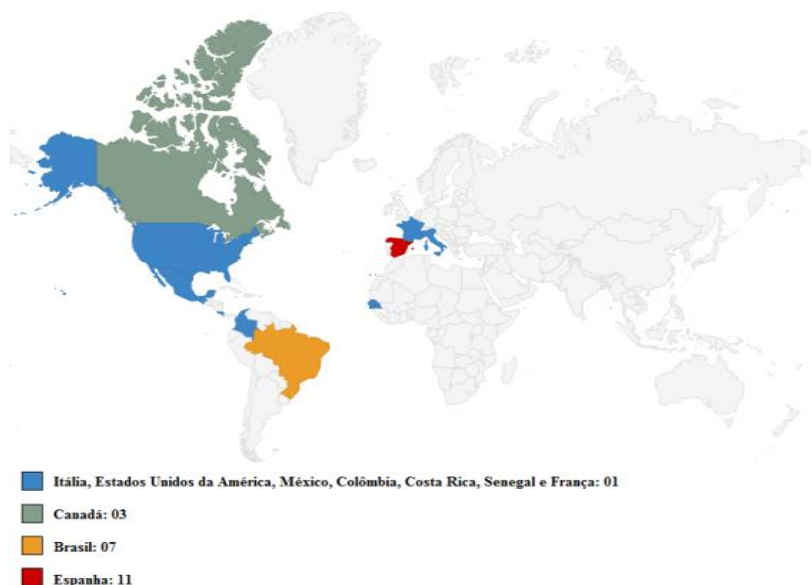 Itália, Estados Unidos da América, México, Colômbia, Costa Rica, Senegal e França: 01
Canadá: 03
Brasil: 07
Espanha: 11